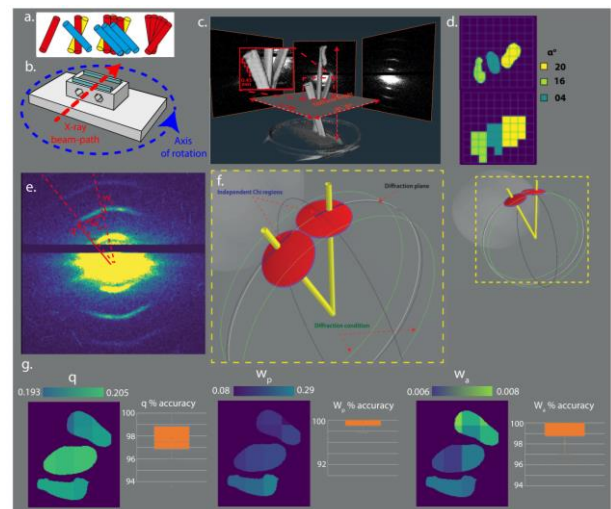 a.
b.
X-ray
beam-path
Axis
of rotation
c.
d.
α°
20
16
04
e.
f.
Independent Chi regions
Diffraction plane
Diffraction condition
g.
q
0.193 0.205
q % accuracy
100
98
96
94
wp
0.08 0.29
Wp % accuracy
100
92
wa
0.006 0.008
Wa % accuracy
100
98
96
94